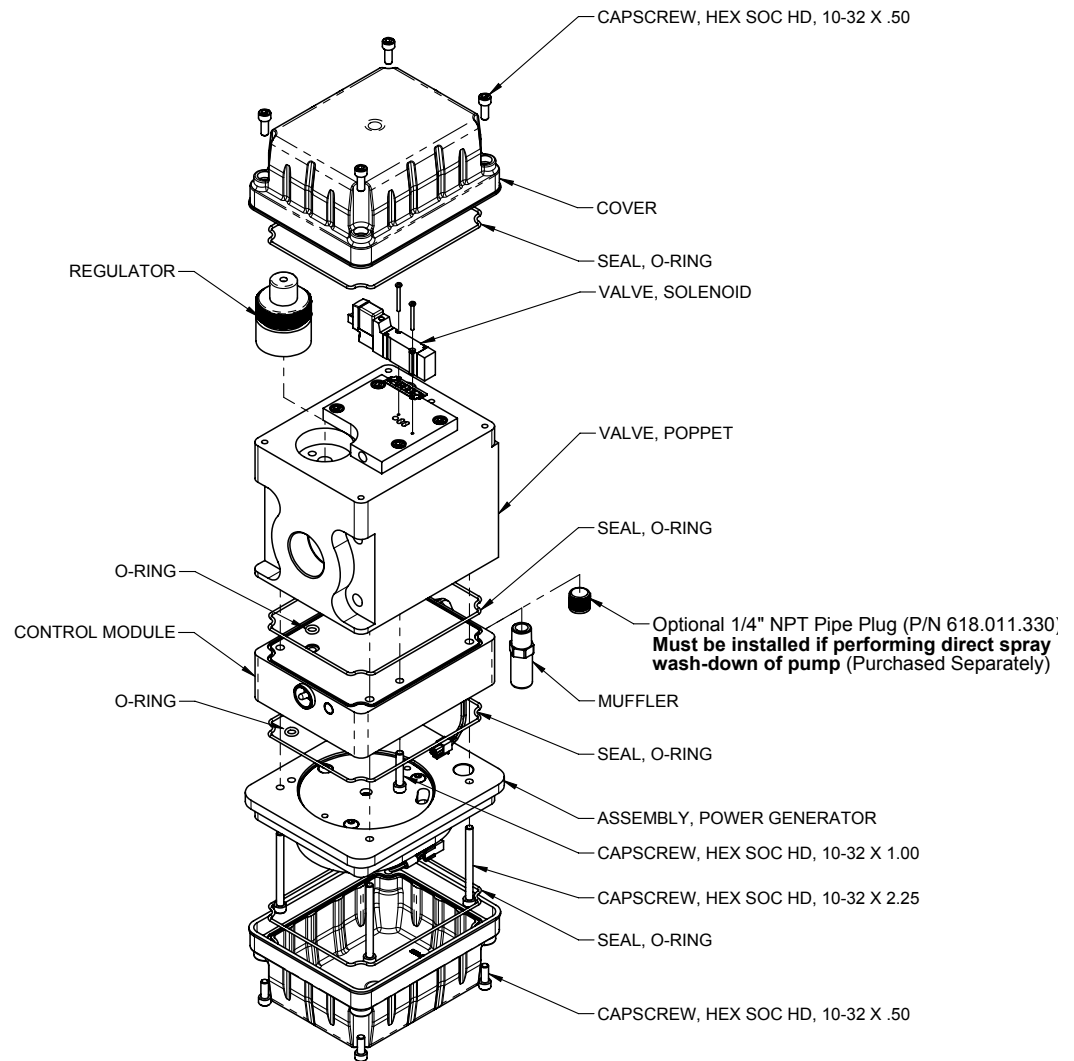 CAPSCREW, HEX SOC HD, 10-32 X .50
COVER
SEAL, O-RING
REGULATOR
VALVE, SOLENOID
VALVE, POPPET
SEAL, O-RING
O-RING
CONTROL MODULE
Optional 1/4" NPT Pipe Plug (P/N 618.011.330)
Must be installed if performing direct spray
wash-down of pump (Purchased Separately)
MUFFLER
O-RING
SEAL, O-RING
ASSEMBLY, POWER GENERATOR
CAPSCREW, HEX SOC HD, 10-32 X 1.00
CAPSCREW, HEX SOC HD, 10-32 X 2.25
SEAL, O-RING
CAPSCREW, HEX SOC HD, 10-32 X .50